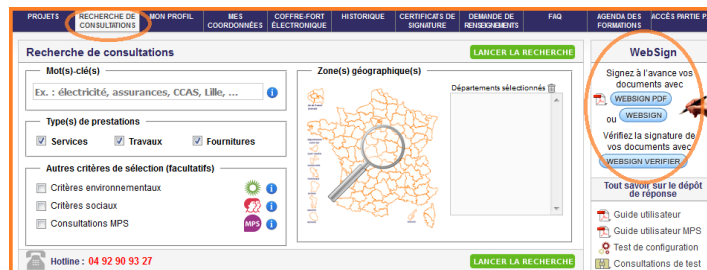 PROJETS
RECHERCHE DE
CONSULTATIONS
MON PROFIL
MES
COORDONNÉES
COFFRE-FORT
ÉLECTRONIQUE
HISTORIQUE
CERTIFICATS DE
SIGNATURE
DEMANDE DE
RENSEIGNEMENTS
FAQ
AGENDA DES
FORMATIONS
ACCÈS PARTIE P
Recherche de consultations
LANCER LA RECHERCHE
Mot(s)-clé(s)
Ex. : électricité, assurances, CCAS, Lille, ...
Type(s) de prestations
Services
Travaux
Fournitures
Autres critères de sélection (facultatifs)
Critères environnementaux
Critères sociaux
Consultations MPS
MPS
Zone(s) géographique(s)
Départements sélectionnés
Hotline : 04 92 90 93 27
LANCER LA RECHERCHE
WebSign
Signez à l'avance vos
documents avec
WEBSIGN PDF
ou WEBSIGN
Vérifiez la signature de
vos documents avec
WEBSIGN VERIFIER
Tout savoir sur le dépôt
de réponse
Guide utilisateur
Guide utilisateur MPS
Test de configuration
Consultations de test